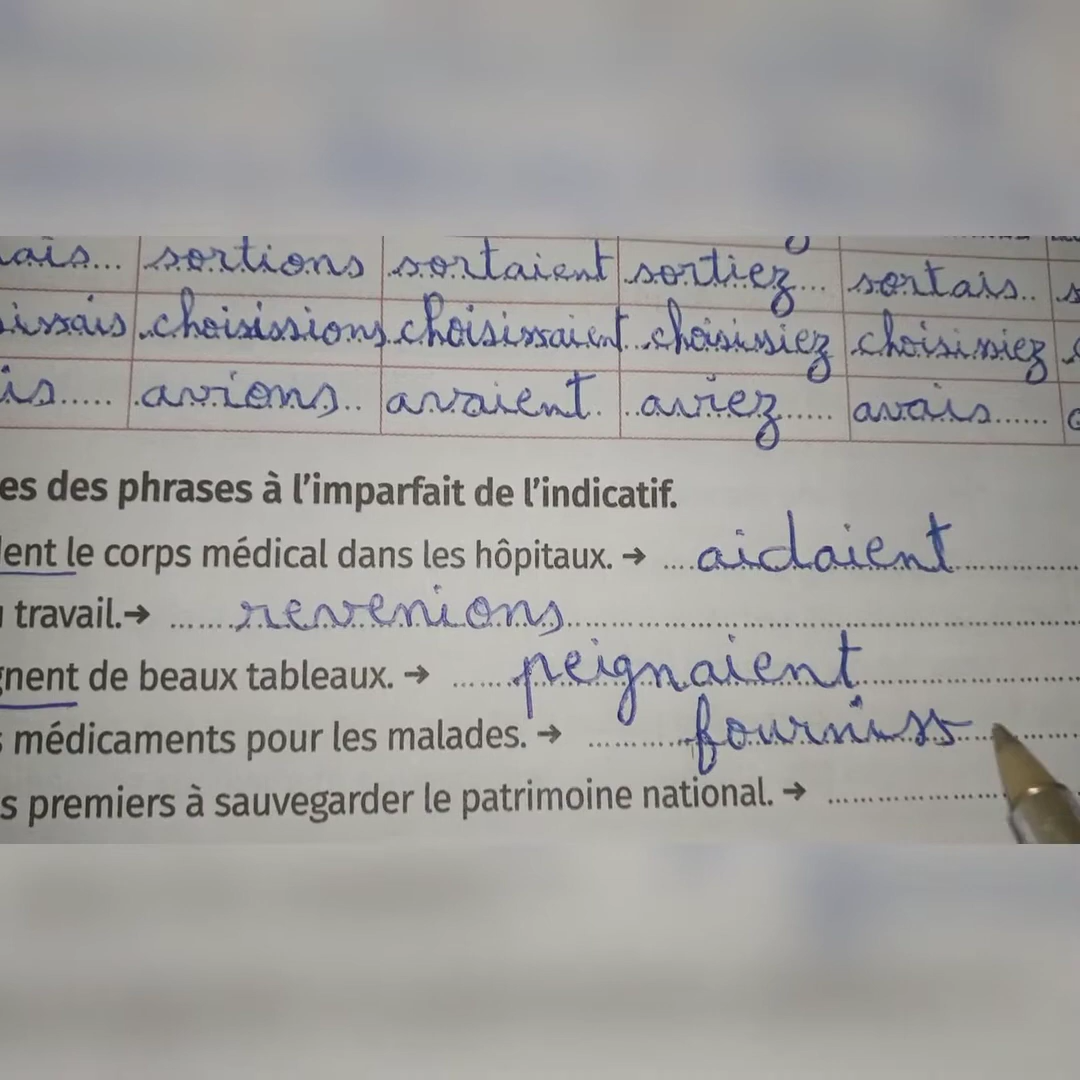 ais... sortions sortaient sortiez... sortais..
issais choisissions choisissaient choisissiez choisissiez
is..... avions.. avaient. aviez..... avais......
es des phrases à l'imparfait de l'indicatif.
ent le corps médical dans les hôpitaux. → ....aidaient............
travail.→ .......revenions...............................
gnent de beaux tableaux. → ......peignaient......................
s médicaments pour les malades. → ..........fourniss..........
s premiers à sauvegarder le patrimoine national. → ..................